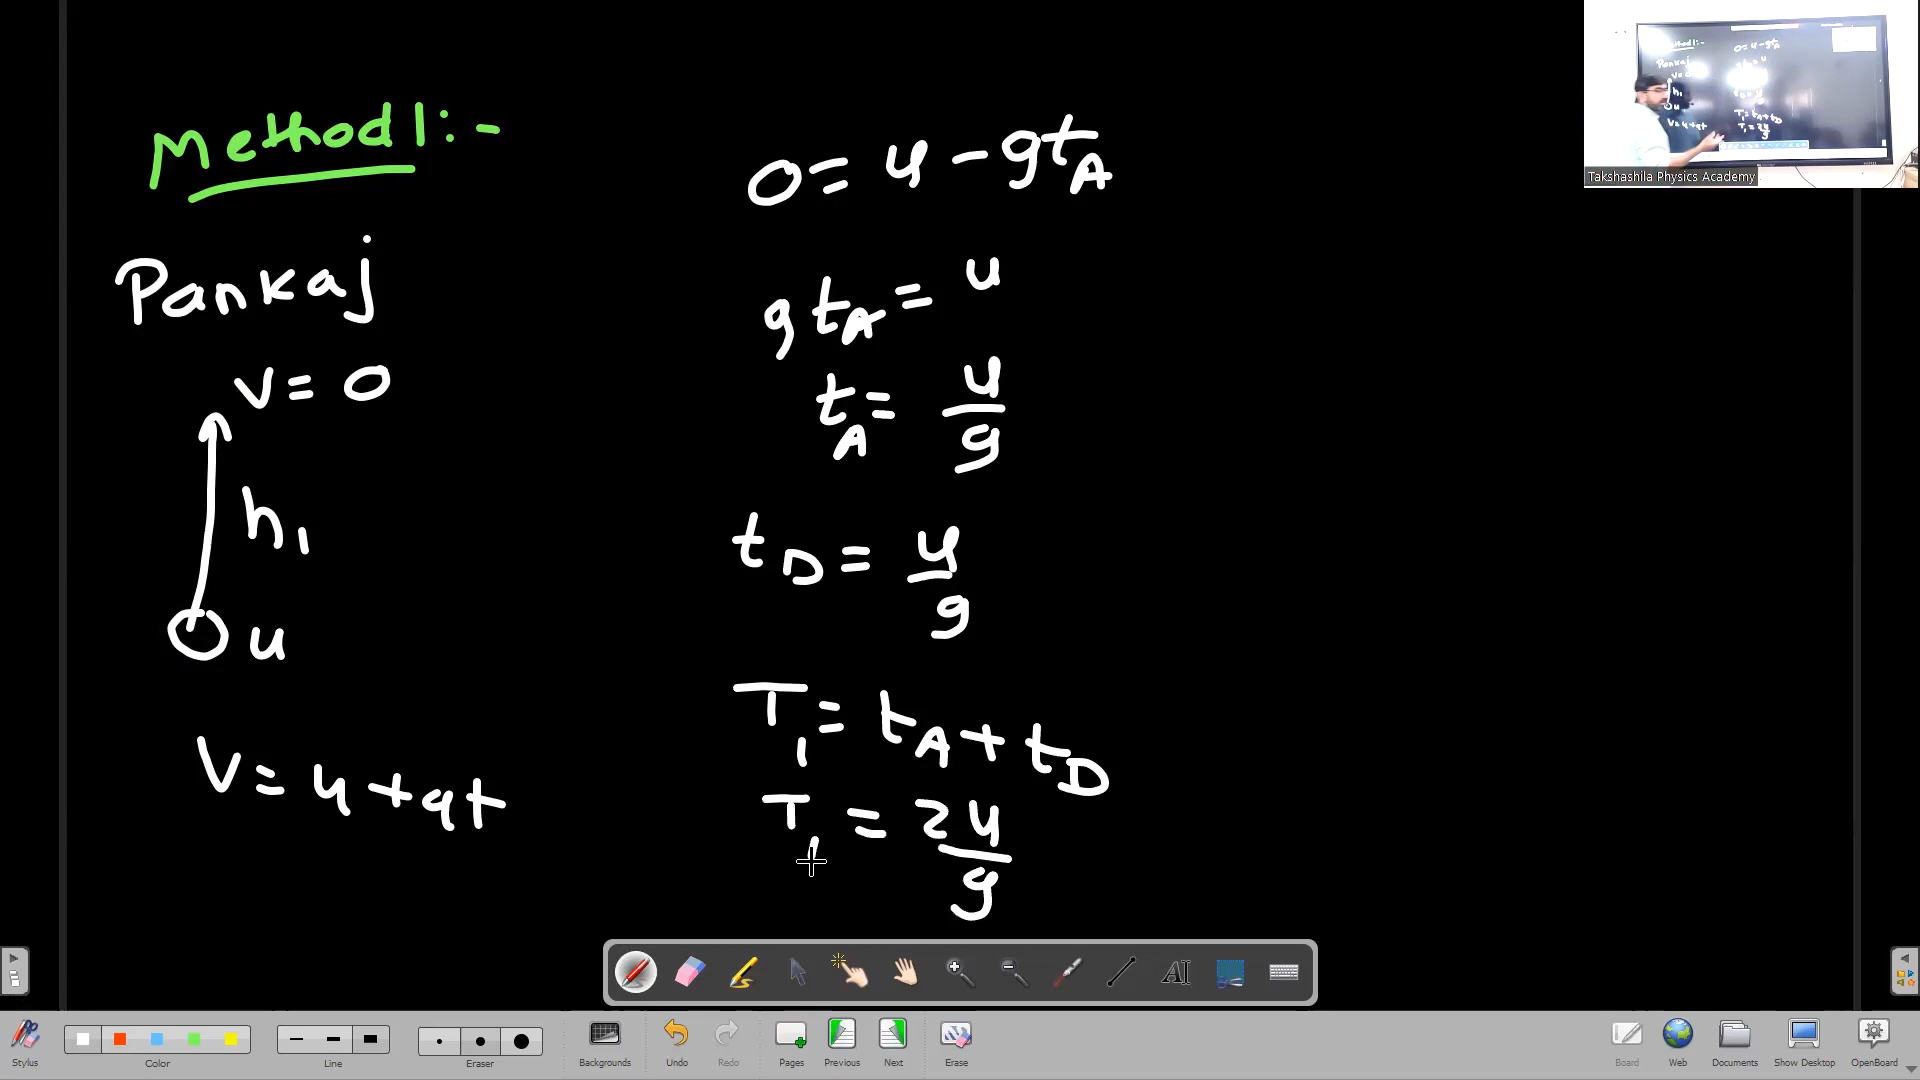 Method 1:-
Pankaj
V = 0
h1
u
V = u + at
0 = u - gtA
gtA = u
tA = u/g
tD = u/g
T1 = tA + tD
T1 = 2u/g
Takshashila Physics Academy
Stylus
Color
Line
Eraser
Backgrounds
Undo
Redo
Pages
Previous
Next
Erase
Board
Web
Documents
Show Desktop
OpenBoard